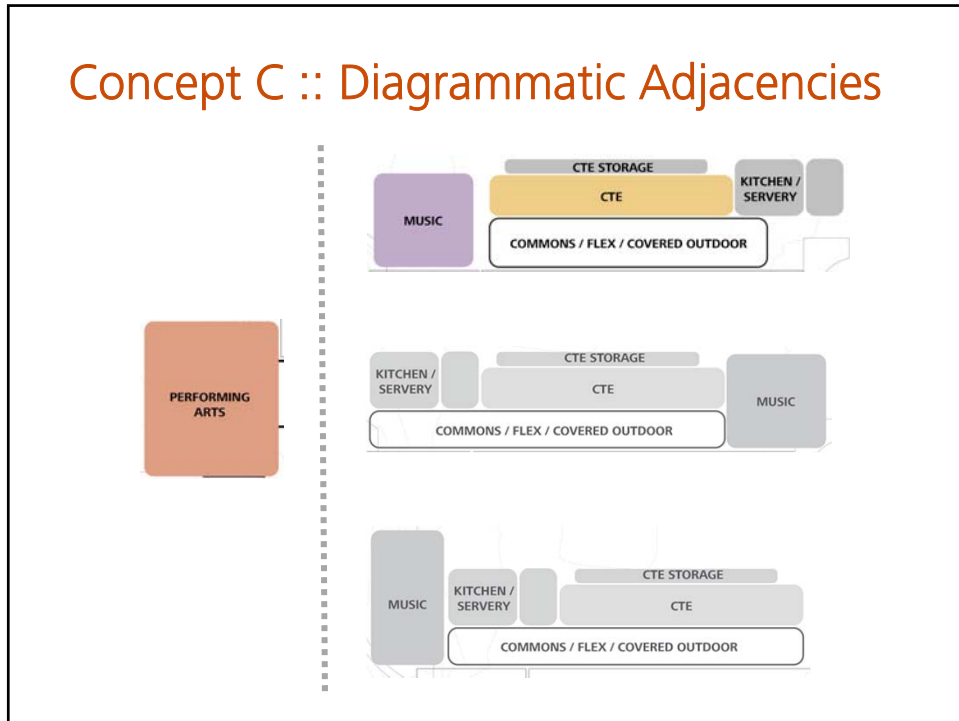 Concept C :: Diagrammatic Adjacencies
PERFORMING
ARTS
MUSIC
CTE STORAGE
CTE
KITCHEN /
SERVERY
COMMONS / FLEX / COVERED OUTDOOR
KITCHEN /
SERVERY
CTE STORAGE
CTE
MUSIC
COMMONS / FLEX / COVERED OUTDOOR
MUSIC
KITCHEN /
SERVERY
CTE STORAGE
CTE
COMMONS / FLEX / COVERED OUTDOOR